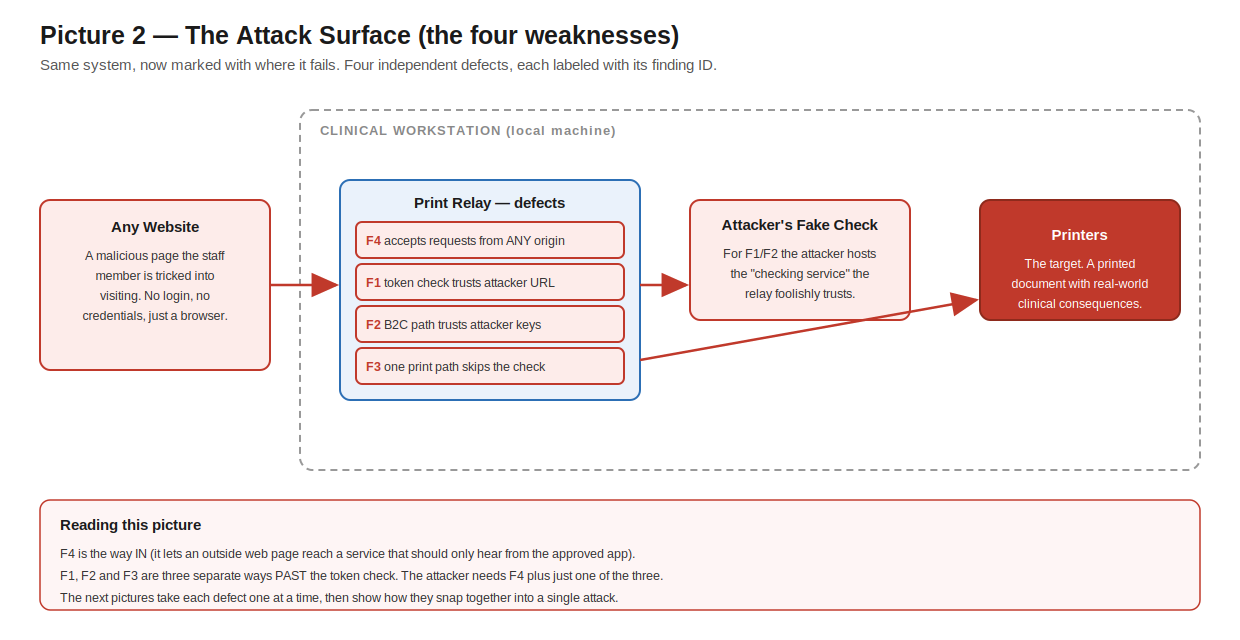 Picture 2 — The Attack Surface (the four weaknesses)
Same system, now marked with where it fails. Four independent defects, each labeled with its finding ID.
CLINICAL WORKSTATION (local machine)
Any Website
A malicious page the staff
member is tricked into
visiting. No login, no
credentials, just a browser.
Print Relay — defects
F4 accepts requests from ANY origin
F1 token check trusts attacker URL
F2 B2C path trusts attacker keys
F3 one print path skips the check
Attacker's Fake Check
For F1/F2 the attacker hosts
the "checking service" the
relay foolishly trusts.
Printers
The target. A printed
document with real-world
clinical consequences.
Reading this picture
F4 is the way IN (it lets an outside web page reach a service that should only hear from the approved app).
F1, F2 and F3 are three separate ways PAST the token check. The attacker needs F4 plus just one of the three.
The next pictures take each defect one at a time, then show how they snap together into a single attack.